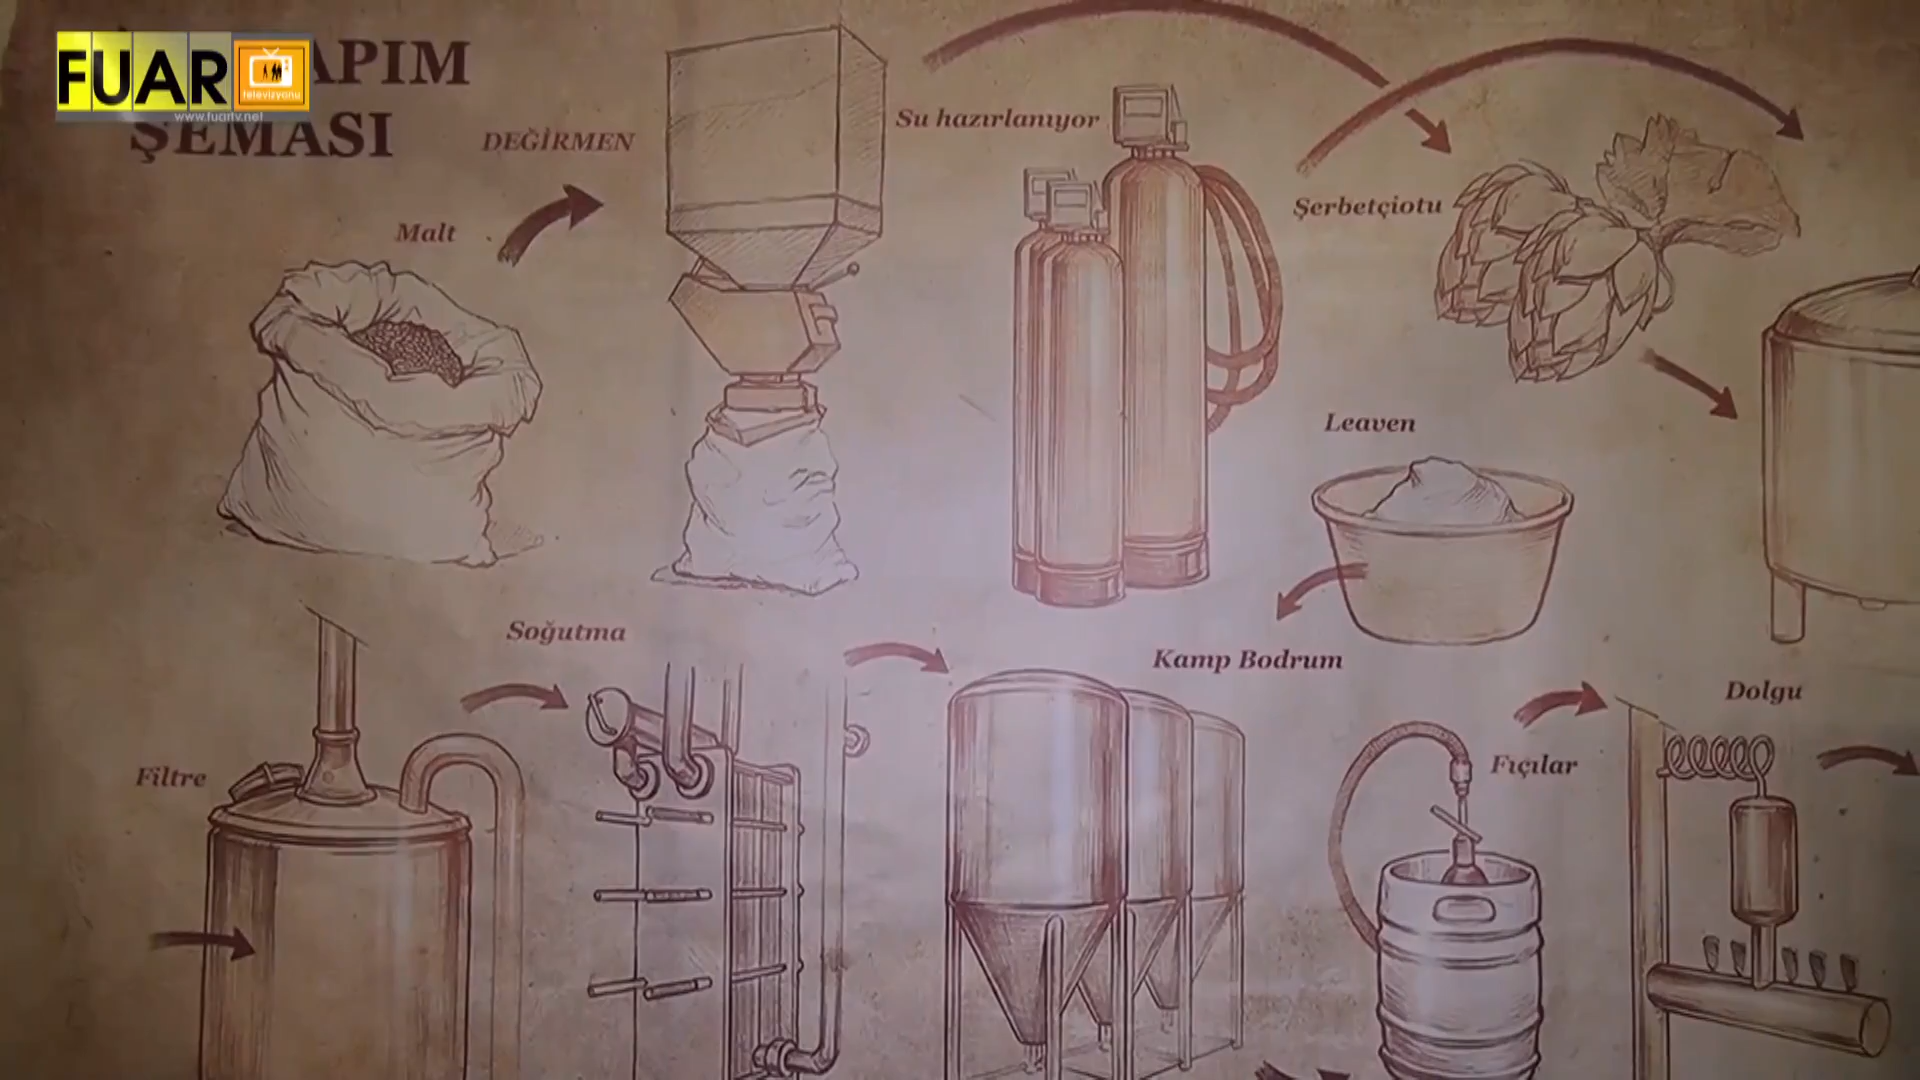 FUAR
televizyonu
www.fuartv.net
APIM
ŞEMASI
DEĞİRMEN
Malt
Su hazırlanıyor
Şerbetçiotu
Leaven
Soğutma
Kamp Bodrum
Dolgu
Filtre
Fıçılar